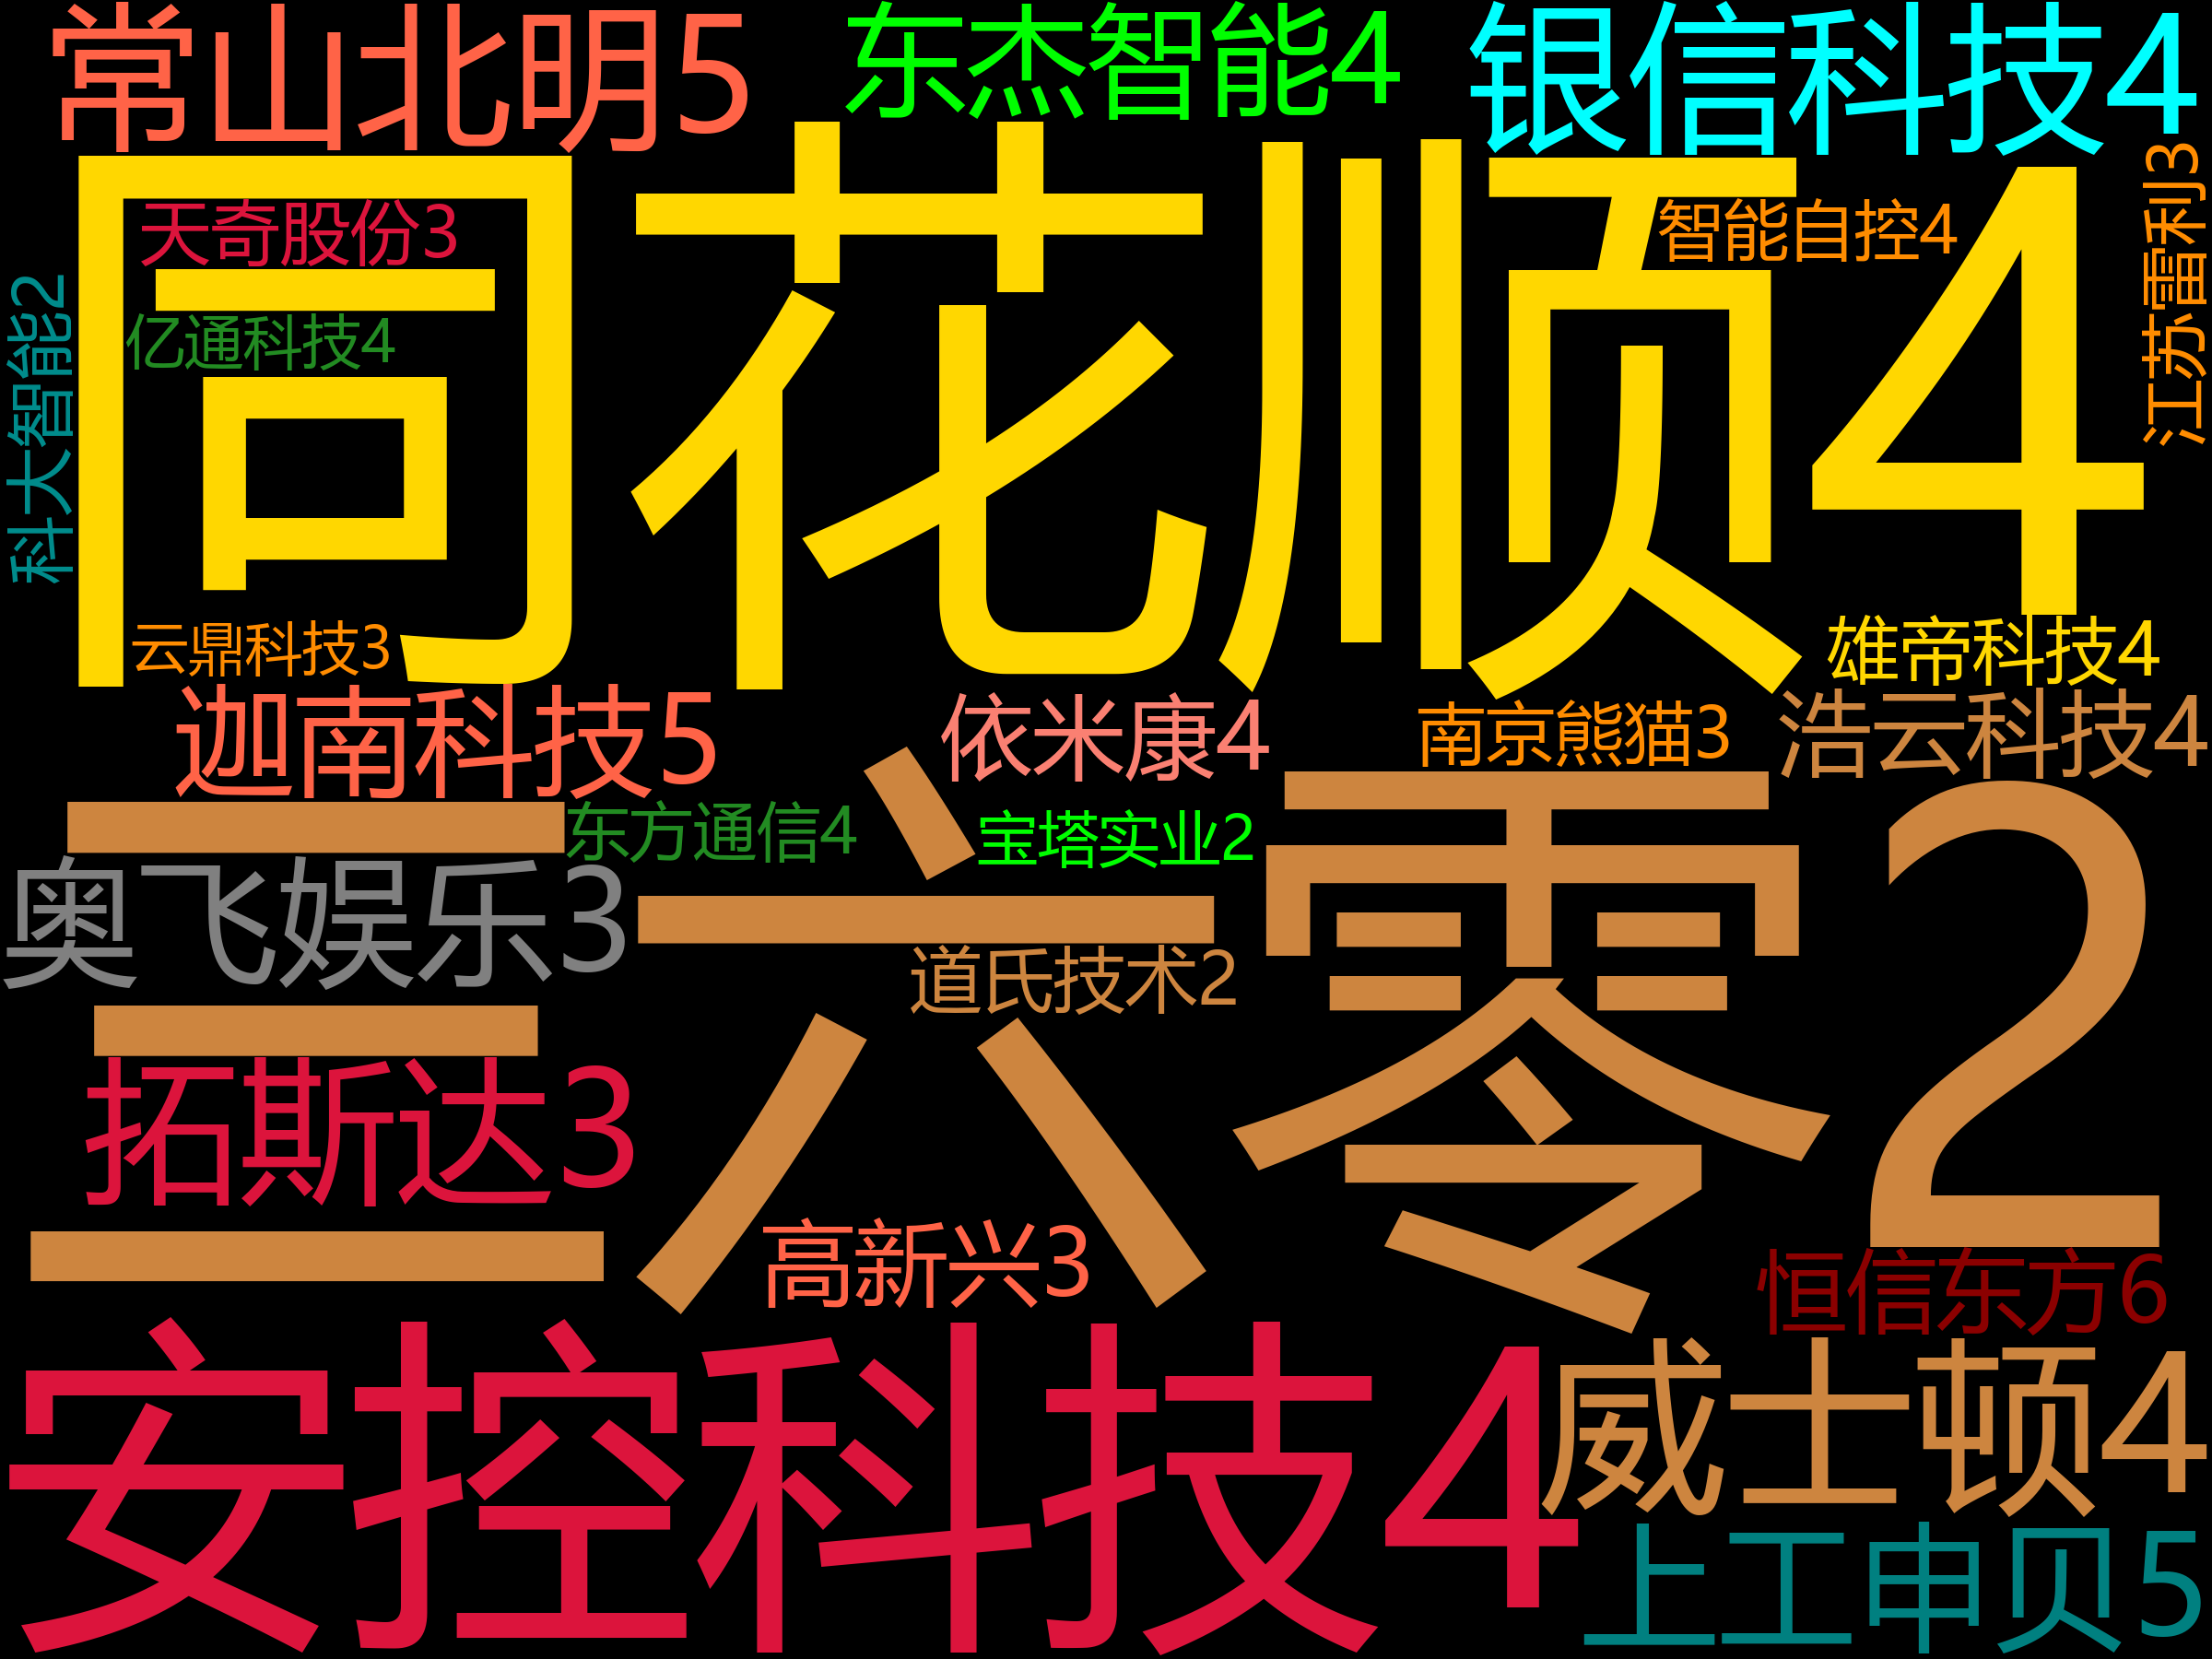 常山北明5
东杰智能4
银信科技4
同花顺4
天奇股份3
智能自控4
江苏雷利3
科大智能2
亿通科技4
云鼎科技3
维帝科技4
迦南科技5
依米康4
南京熊猫3
浩云科技4
三六零2
东方通信4
宝塔实业2
奥飞娱乐3
道氏技术2
拓斯达3
高新兴3
恒信东方6
安控科技4
威士顿4
上工申贝5